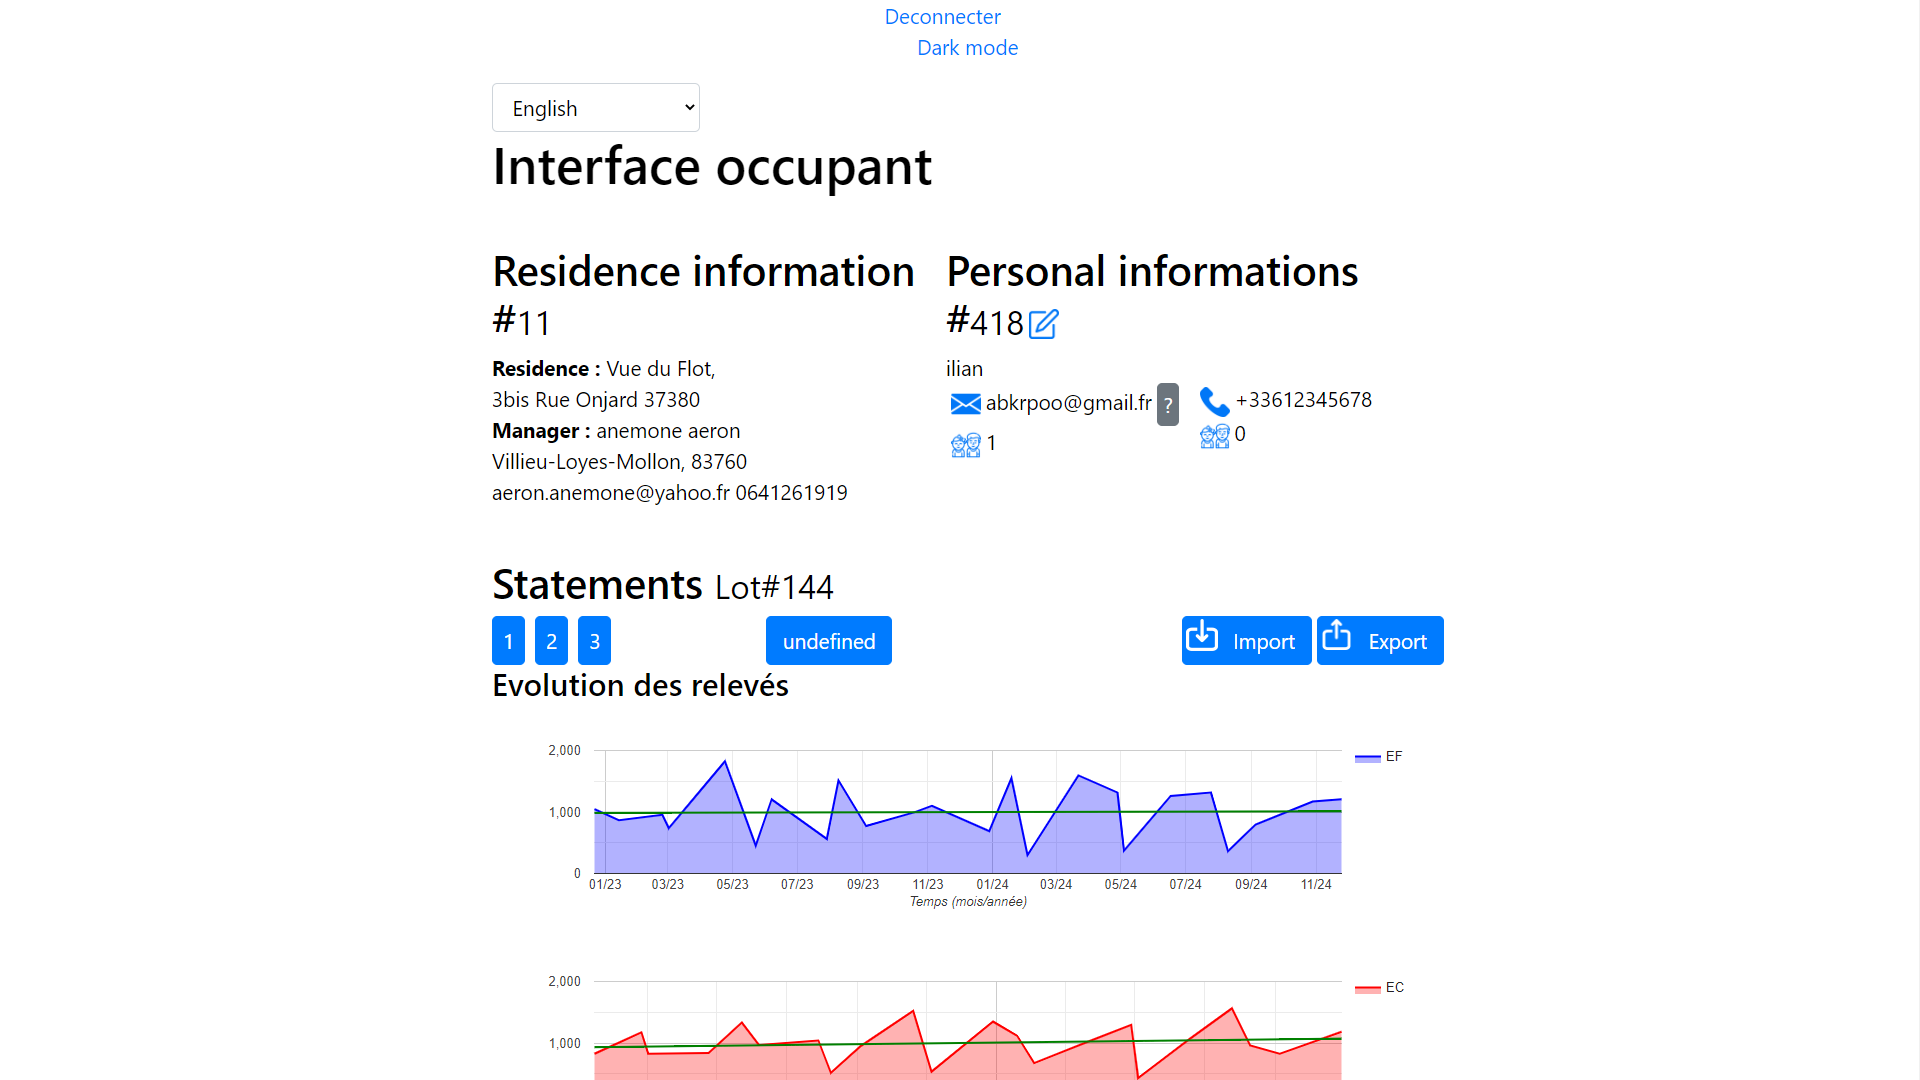 Deconnecter
Dark mode
English
Interface occupant
Residence information
#11
Residence : Vue du Flot,
3bis Rue Onjard 37380
Manager : anemone aeron
Villieu-Loyes-Mollon, 83760
aeron.anemone@yahoo.fr 0641261919
Personal informations
#418
ilian
abkrpoo@gmail.fr ?
+33612345678
1
0
Statements Lot#144
1 2 3 undefined Import Export
Evolution des relevés
2,000
1,000
0
EF
01/23 03/23 05/23 07/23 09/23 11/23 01/24 03/24 05/24 07/24 09/24 11/24
Temps (mois/année)
2,000
1,000
EC